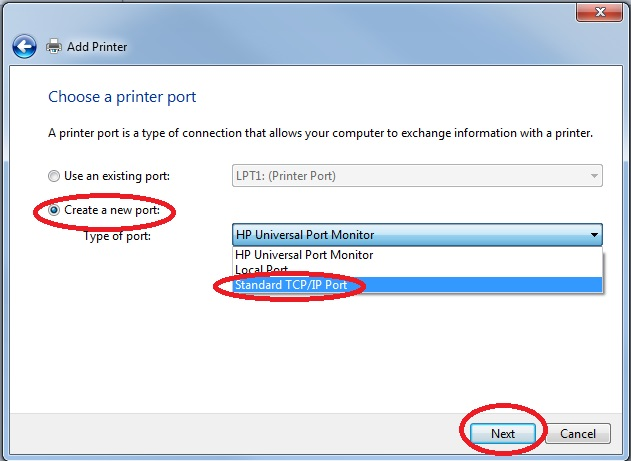 Add Printer
Choose a printer port
A printer port is a type of connection that allows your computer to exchange information with a printer.
Use an existing port:
LPT1: (Printer Port)
Create a new port:
Type of port:
HP Universal Port Monitor
HP Universal Port Monitor
Local Port
Standard TCP/IP Port
Next
Cancel